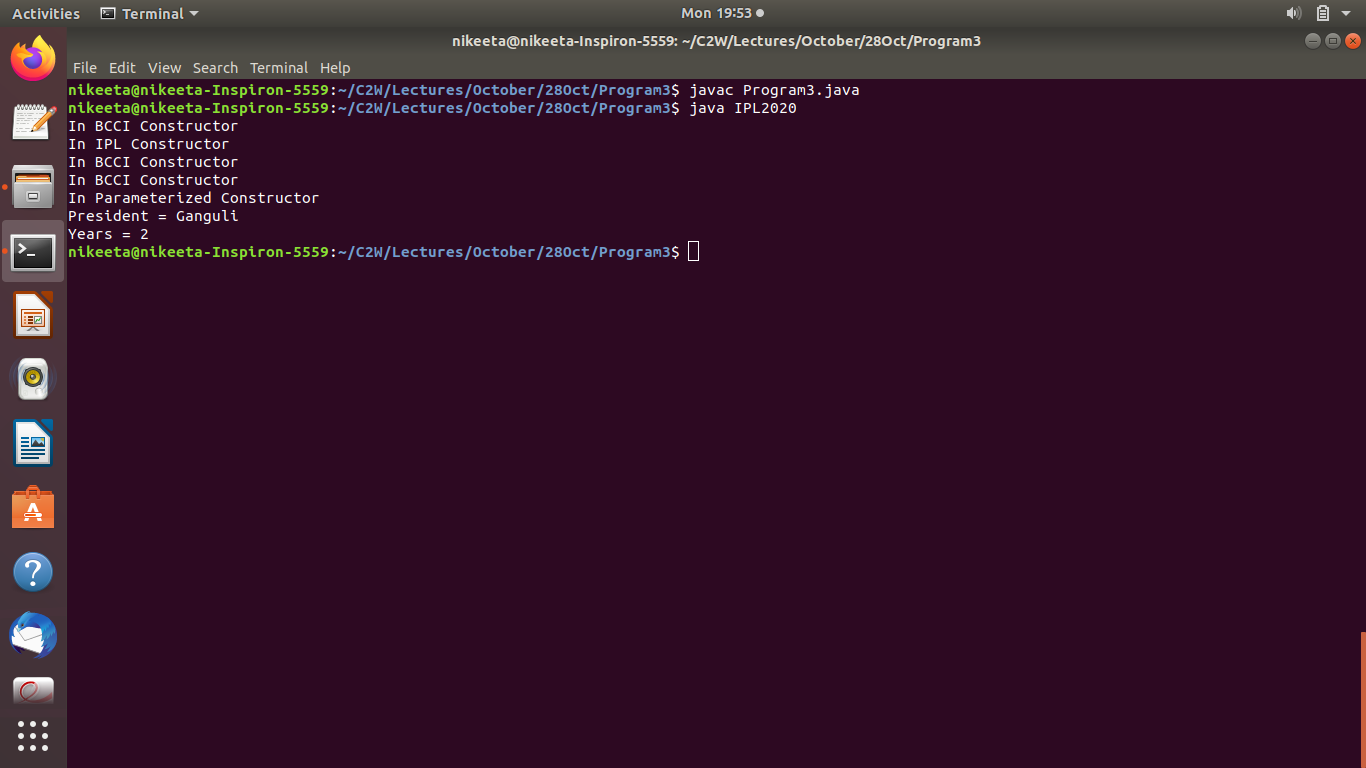 Activities Terminal Mon 19:53
nikeeta@nikeeta-Inspiron-5559: ~/C2W/Lectures/October/28Oct/Program3
File Edit View Search Terminal Help
nikeeta@nikeeta-Inspiron-5559:~/C2W/Lectures/October/28Oct/Program3$ javac Program3.java
nikeeta@nikeeta-Inspiron-5559:~/C2W/Lectures/October/28Oct/Program3$ java IPL2020
In BCCI Constructor
In IPL Constructor
In BCCI Constructor
In BCCI Constructor
In Parameterized Constructor
President = Ganguli
Years = 2
nikeeta@nikeeta-Inspiron-5559:~/C2W/Lectures/October/28Oct/Program3$